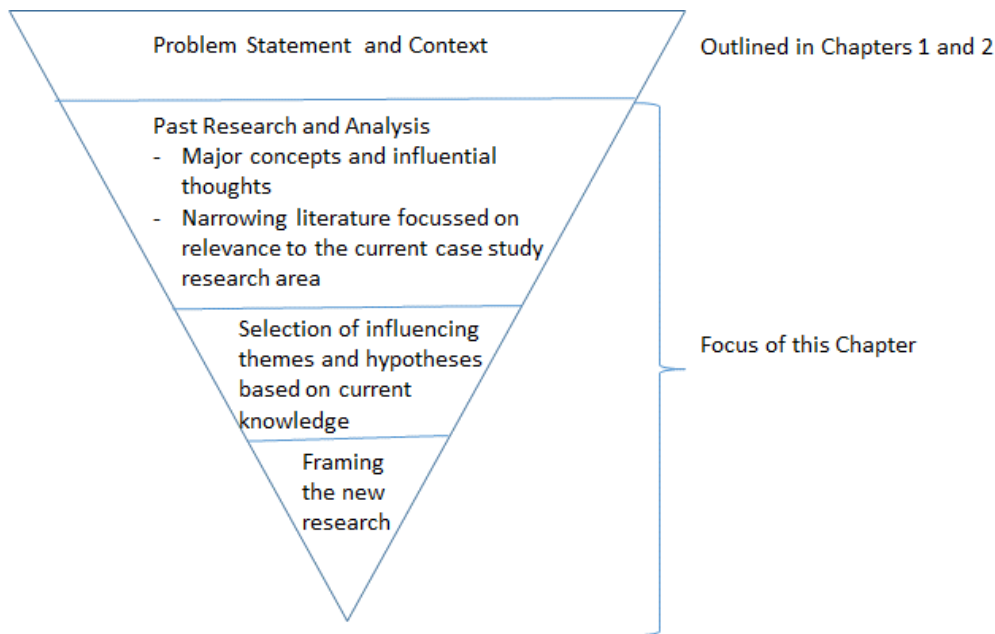 Problem Statement and Context
Outlined in Chapters 1 and 2
Past Research and Analysis
- Major concepts and influential
thoughts
- Narrowing literature focussed on
relevance to the current case study
research area
Selection of influencing
themes and hypotheses
based on current
knowledge
Focus of this Chapter
Framing
the new
research